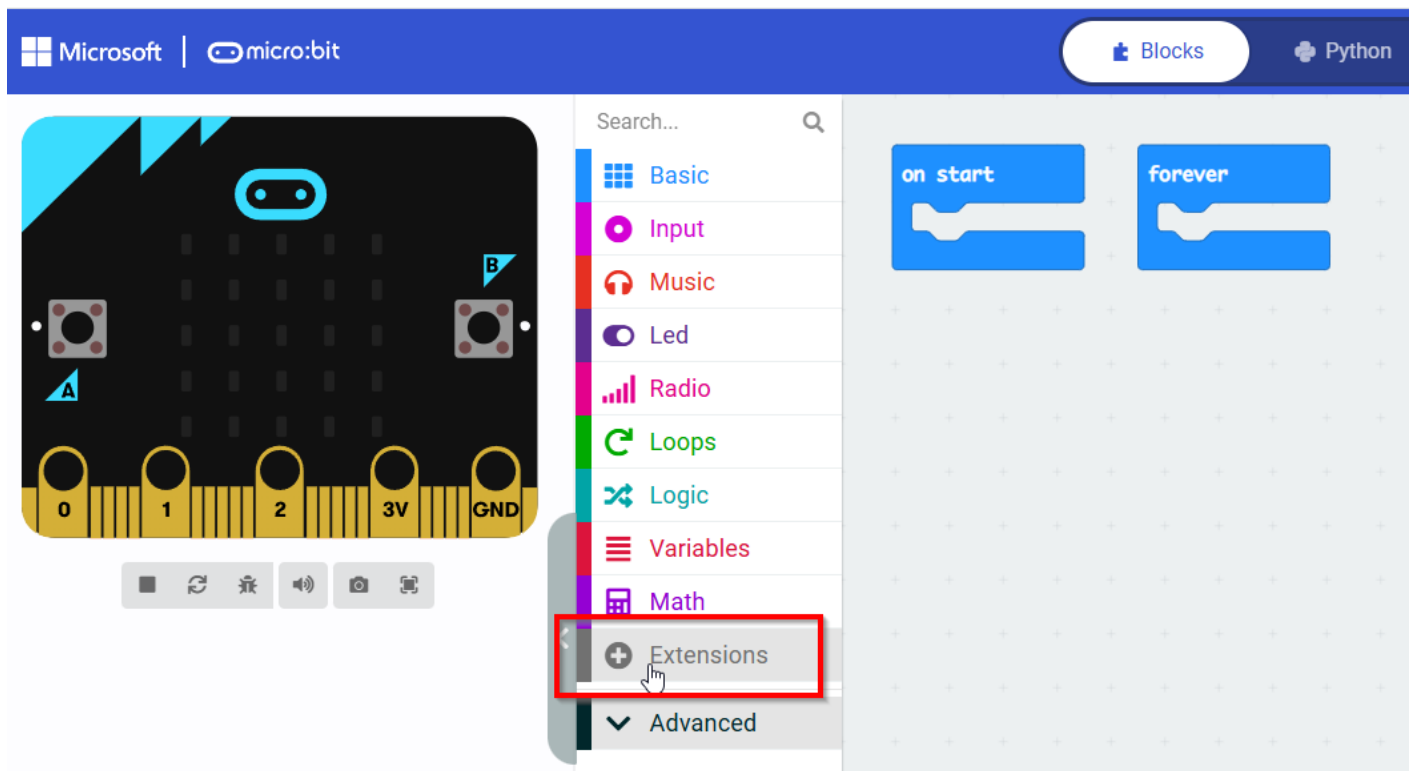 Microsoft micro:bit
Blocks
Python
Search...
Basic
Input
Music
Led
Radio
Loops
Logic
Variables
Math
Extensions
Advanced
on start
forever
B
A
0 1 2 3V GND